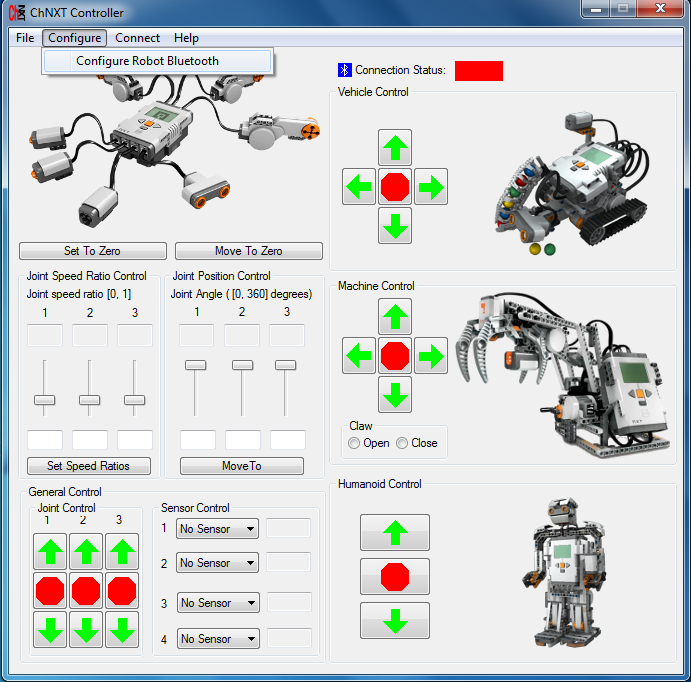 ChNXT Controller
File Configure Connect Help
Configure Robot Bluetooth
Connection Status:
Vehicle Control
Set To Zero Move To Zero
Joint Speed Ratio Control
Joint speed ratio [0, 1]
1 2 3
Set Speed Ratios
Joint Position Control
Joint Angle ( [0, 360] degrees)
1 2 3
MoveTo
Machine Control
Claw
Open Close
General Control
Joint Control
1 2 3
Sensor Control
1 No Sensor
2 No Sensor
3 No Sensor
4 No Sensor
Humanoid Control